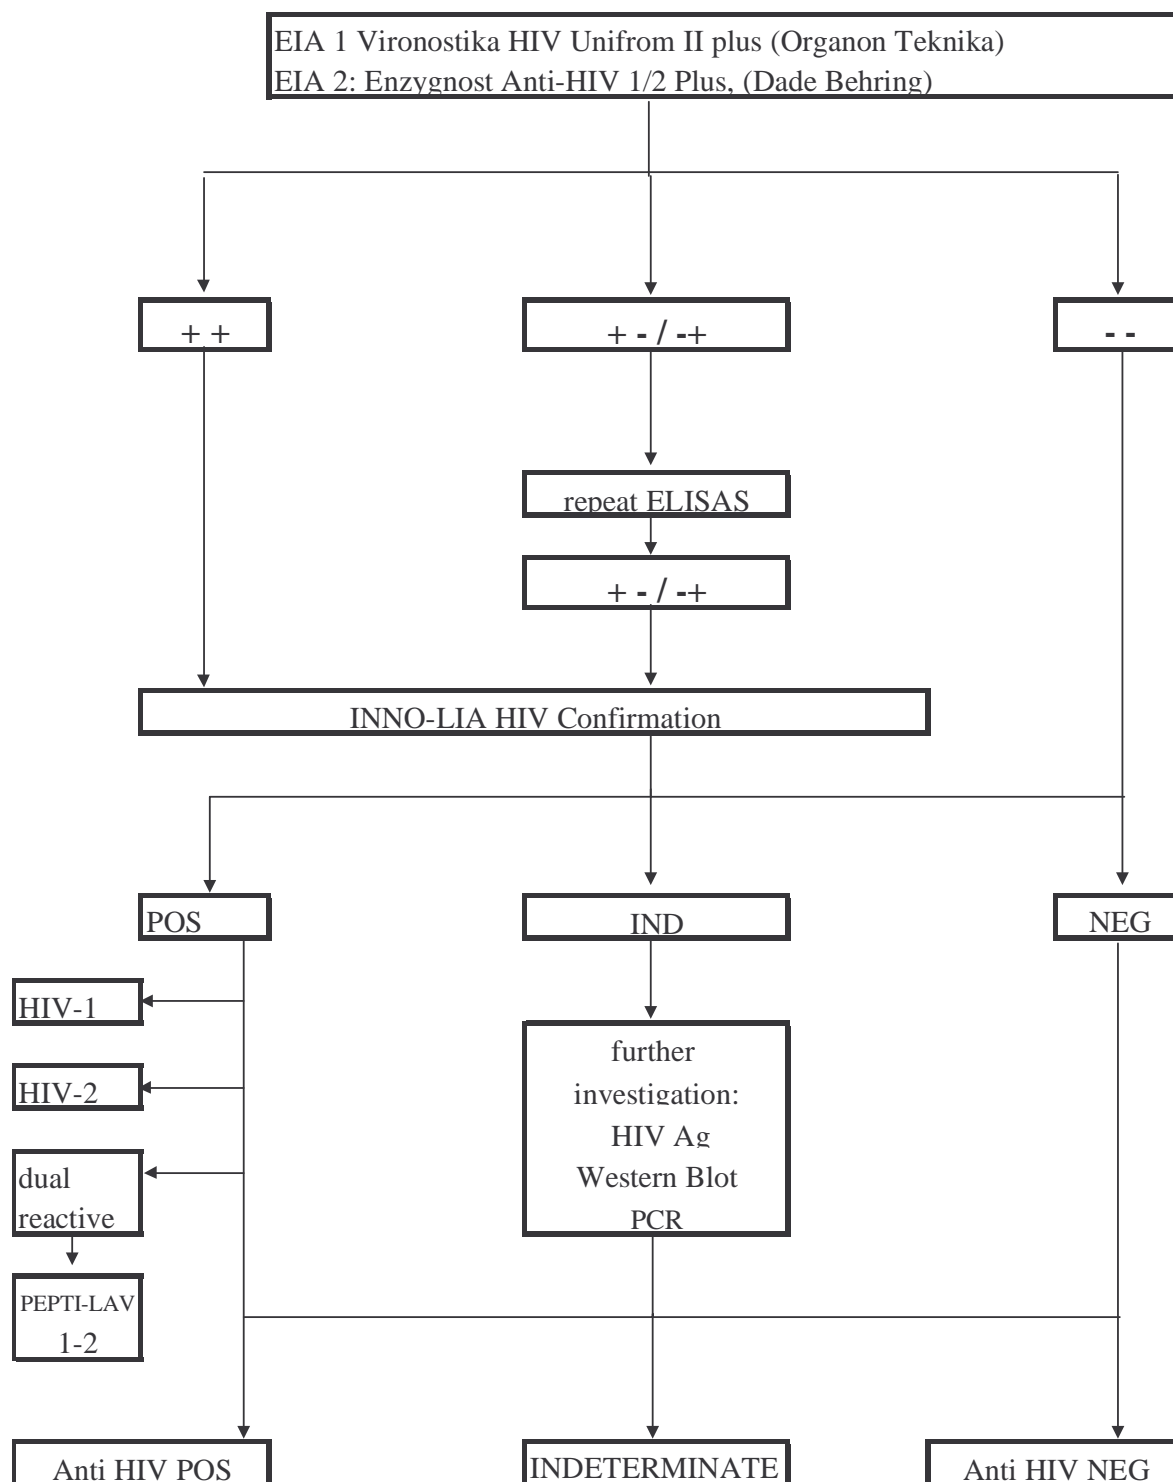 EIA 1 Vironostika HIV Unifrom II plus (Organon Teknika)
EIA 2: Enzygnost Anti-HIV 1/2 Plus, (Dade Behring)
+ +
+ - / -+
- -
repeat ELISAS
+ - / -+
INNO-LIA HIV Confirmation
POS
IND
NEG
HIV-1
HIV-2
dual
reactive
PEPTI-LAV
1-2
further
investigation:
HIV Ag
Western Blot
PCR
Anti HIV POS
INDETERMINATE
Anti HIV NEG